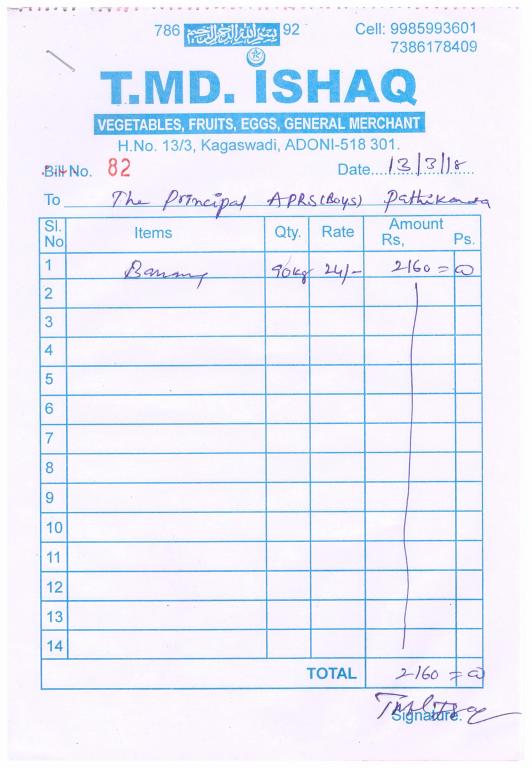 786 بسم الله الرحمن الرحيم 92 Cell: 9985993601
7386178409
T.MD. ISHAQ
VEGETABLES, FRUITS, EGGS, GENERAL MERCHANT
H.No. 13/3, Kagaswadi, ADONI-518 301.
Bill No. 82 Date....13/3/18
To The Principal APRS(Boys) Pathikonda
Sl. No Items Qty. Rate Amount Rs, Ps.
1 Banany 90kg 24/- 2160 = 00
2
3
4
5
6
7
8
9
10
11
12
13
14
TOTAL 2160 = 00
Signature.